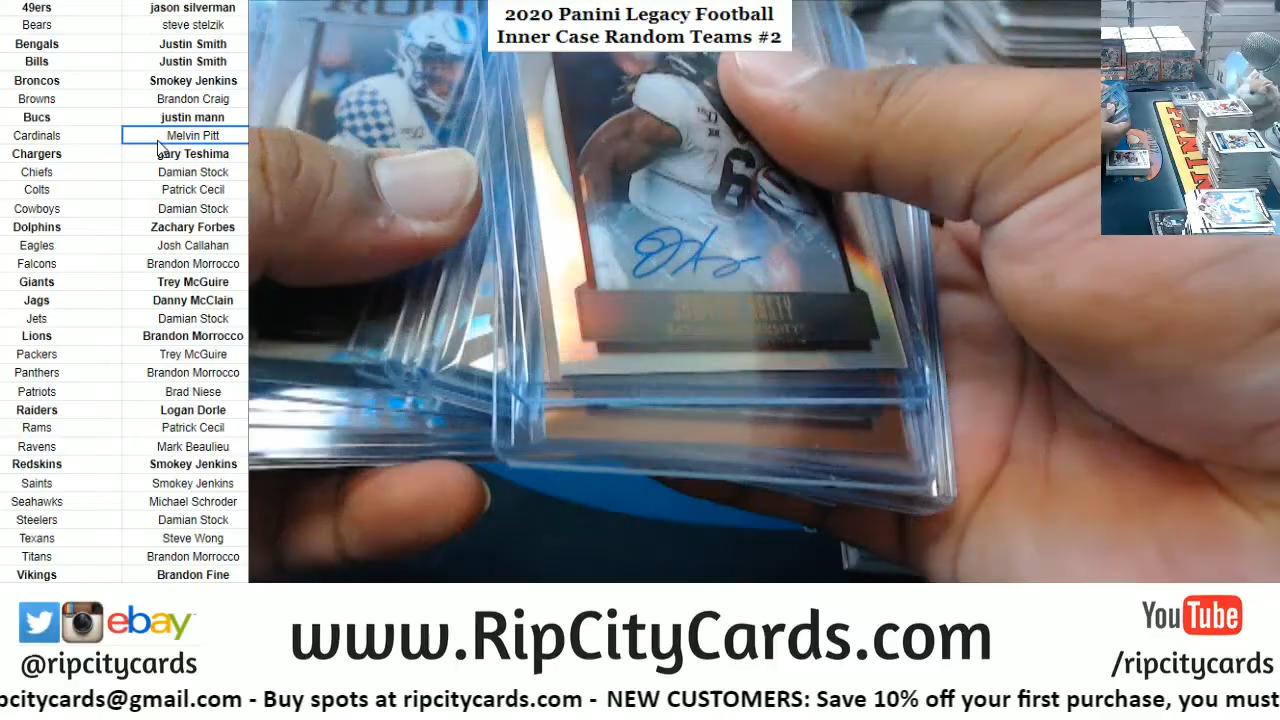 2020 Panini Legacy Football
Inner Case Random Teams #2
49ers jason silverman
Bears steve stelzik
Bengals Justin Smith
Bills Justin Smith
Broncos Smokey Jenkins
Browns Brandon Craig
Bucs justin mann
Cardinals Melvin Pitt
Chargers Gary Teshima
Chiefs Damian Stock
Colts Patrick Cecil
Cowboys Damian Stock
Dolphins Zachary Forbes
Eagles Josh Callahan
Falcons Brandon Morrocco
Giants Trey McGuire
Jags Danny McClain
Jets Damian Stock
Lions Brandon Morrocco
Packers Trey McGuire
Panthers Brandon Morrocco
Patriots Brad Niese
Raiders Logan Dorle
Rams Patrick Cecil
Ravens Mark Beaulieu
Redskins Smokey Jenkins
Saints Smokey Jenkins
Seahawks Michael Schroder
Steelers Damian Stock
Texans Steve Wong
Titans Brandon Morrocco
Vikings Brandon Fine
6
PANINI
ebay
@ripcitycards
www.RipCityCards.com
YouTube
/ripcitycards
pcitycards@gmail.com - Buy spots at ripcitycards.com - NEW CUSTOMERS: Save 10% off your first purchase, you must